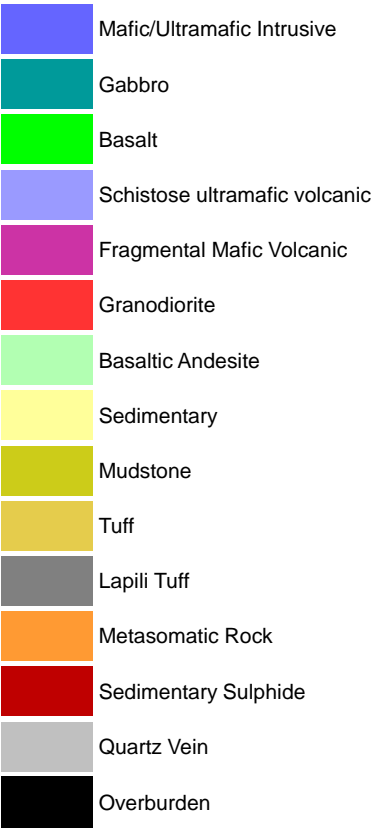 Mafic/Ultramafic Intrusive
Gabbro
Basalt
Schistose ultramafic volcanic
Fragmental Mafic Volcanic
Granodiorite
Basaltic Andesite
Sedimentary
Mudstone
Tuff
Lapili Tuff
Metasomatic Rock
Sedimentary Sulphide
Quartz Vein
Overburden